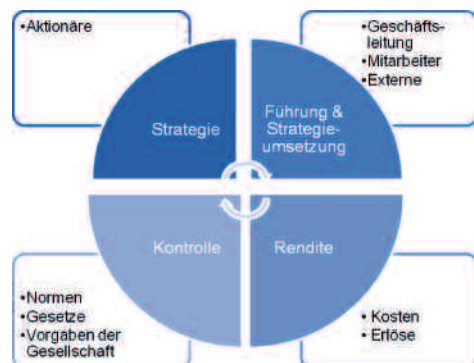 •Aktionäre
•Geschäfts-
leitung
•Mitarbeiter
•Externe
Strategie
Führung &
Strategie-
umsetzung
Kontrolle
Rendite
•Normen
•Gesetze
•Vorgaben der
Gesellschaft
•Kosten
•Erlöse